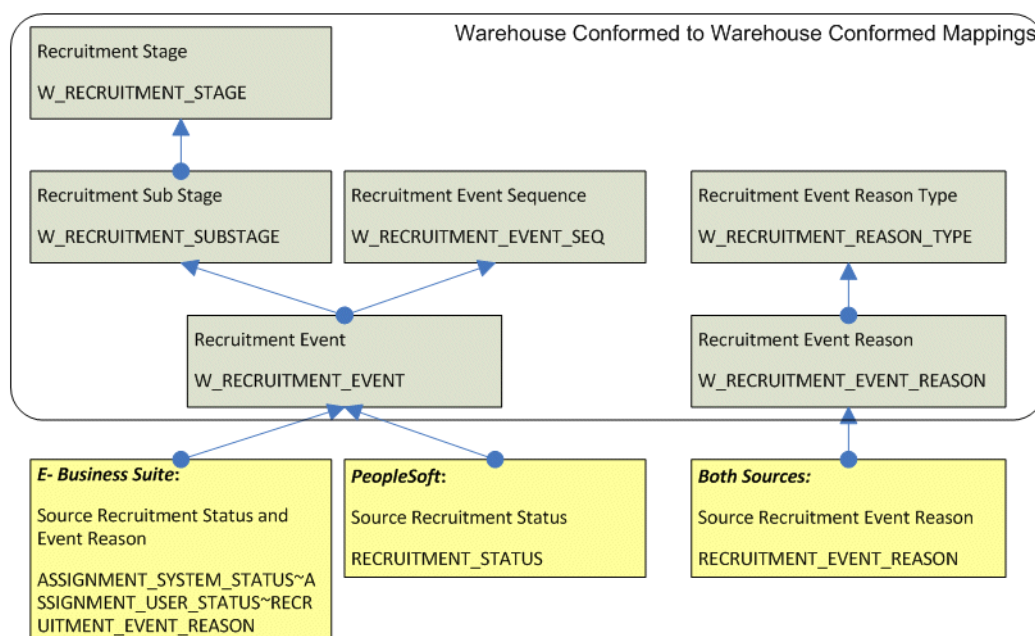 Warehouse Conformed to Warehouse Conformed Mappings
Recruitment Stage
W_RECRUITMENT_STAGE
Recruitment Sub Stage
W_RECRUITMENT_SUBSTAGE
Recruitment Event Sequence
W_RECRUITMENT_EVENT_SEQ
Recruitment Event Reason Type
W_RECRUITMENT_REASON_TYPE
Recruitment Event
W_RECRUITMENT_EVENT
Recruitment Event Reason
W_RECRUITMENT_EVENT_REASON
E- Business Suite:
Source Recruitment Status and
Event Reason
ASSIGNMENT_SYSTEM_STATUS~A
SSIGNMENT_USER_STATUS~RECR
UITMENT_EVENT_REASON
PeopleSoft:
Source Recruitment Status
RECRUITMENT_STATUS
Both Sources:
Source Recruitment Event Reason
RECRUITMENT_EVENT_REASON